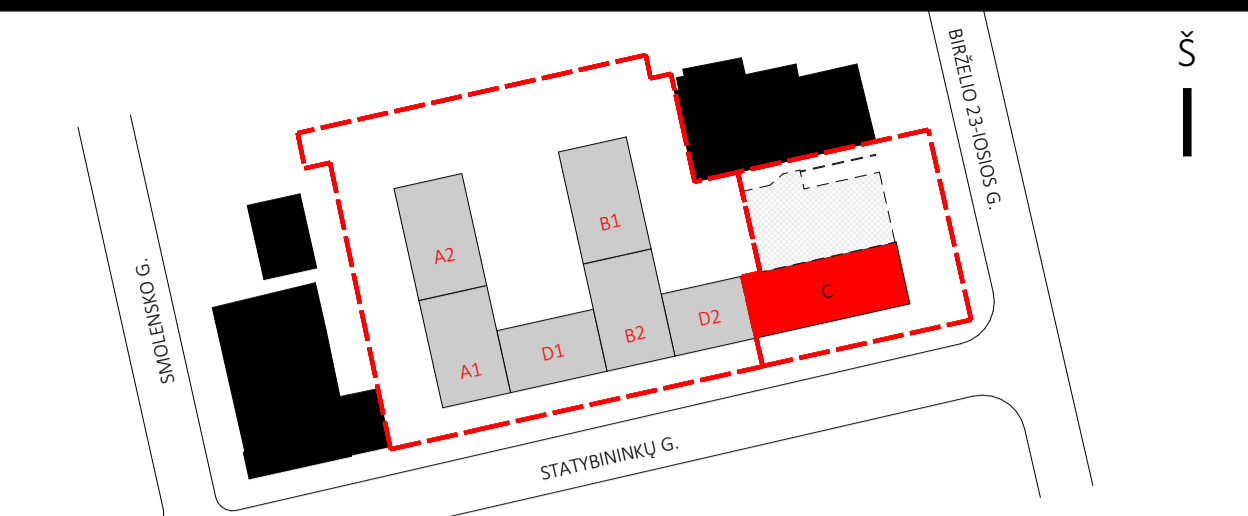 Š
BIRŽELIO 23-IOSIOS G.
SMOLENSKO G.
A2
B1
A1
D1
B2
D2
C
STATYBININKŲ G.